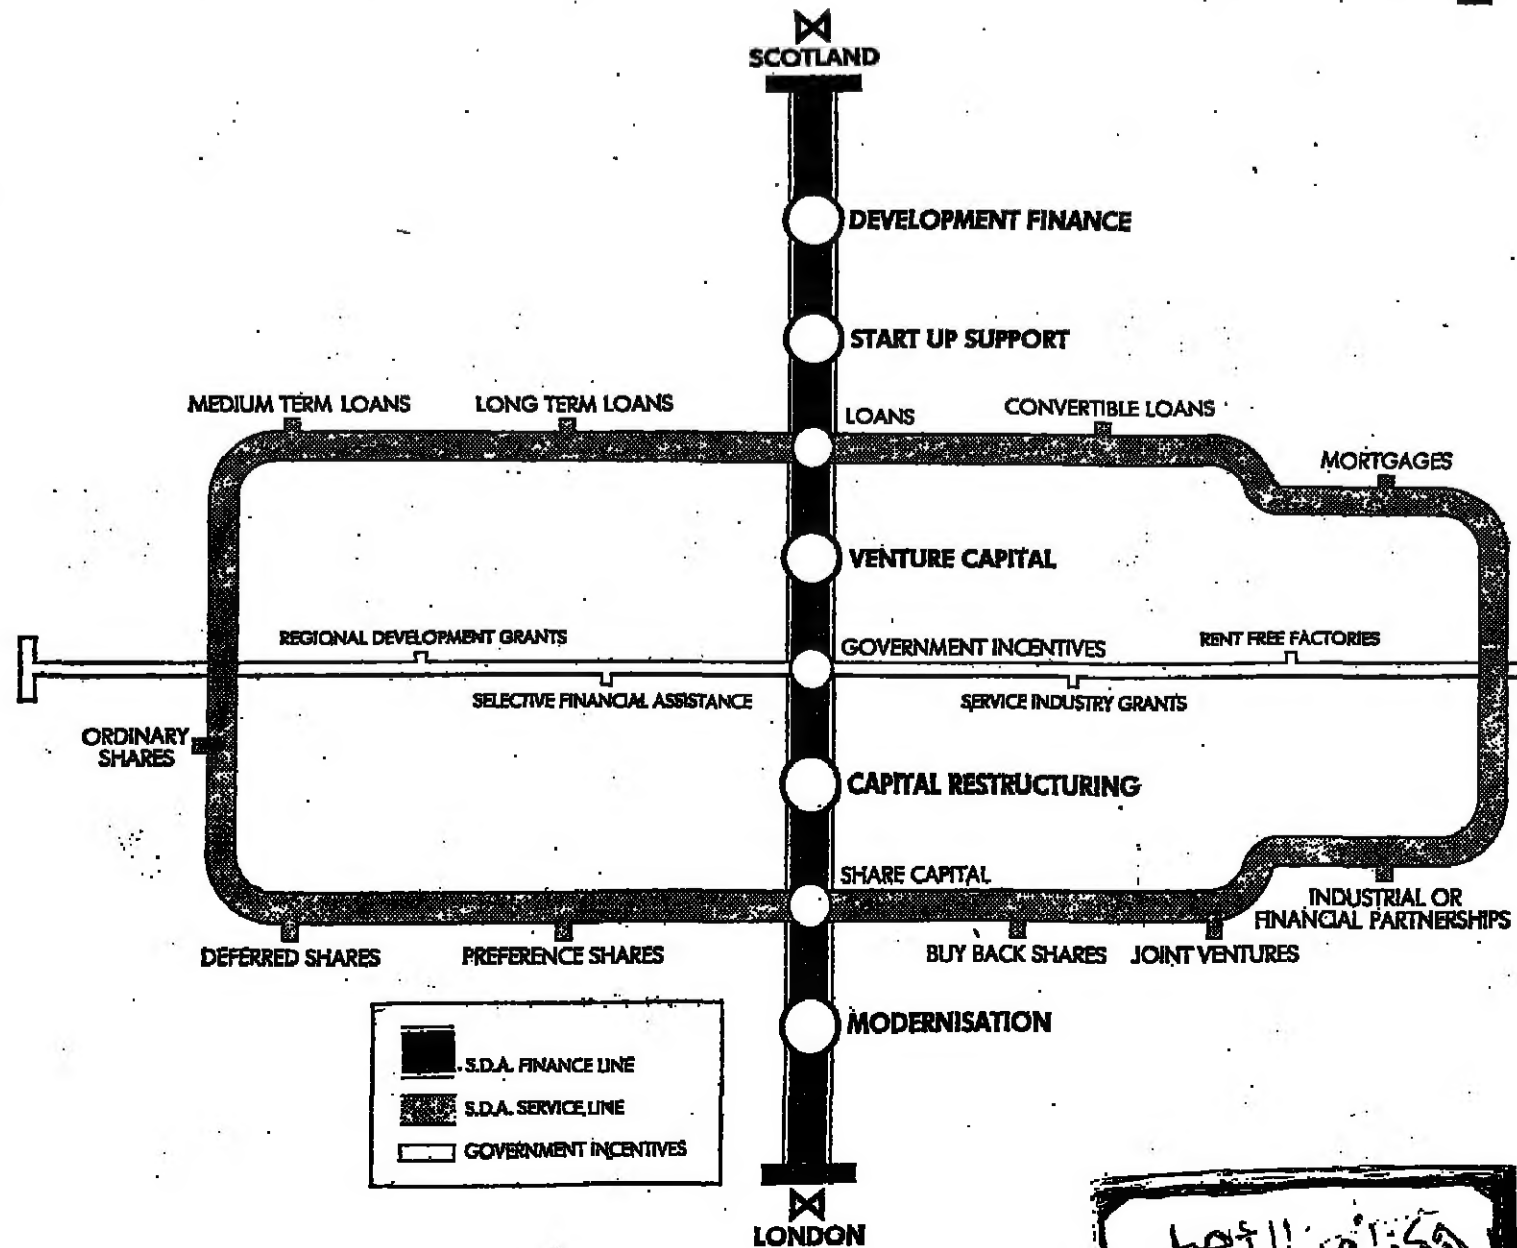 SCOTLAND
DEVELOPMENT FINANCE
START UP SUPPORT
MEDIUM TERM LOANS
LONG TERM LOANS
LOANS
CONVERTIBLE LOANS
MORTGAGES
VENTURE CAPITAL
REGIONAL DEVELOPMENT GRANTS
GOVERNMENT INCENTIVES
RENT FREE FACTORIES
SELECTIVE FINANCIAL ASSISTANCE
SERVICE INDUSTRY GRANTS
ORDINARY
SHARES
CAPITAL RESTRUCTURING
SHARE CAPITAL
INDUSTRIAL OR
FINANCIAL PARTNERSHIPS
DEFERRED SHARES
PREFERENCE SHARES
BUY BACK SHARES
JOINT VENTURES
MODERNISATION
S.D.A. FINANCE LINE
S.D.A. SERVICE LINE
GOVERNMENT INCENTIVES
LONDON